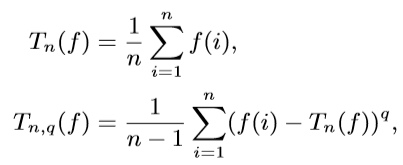 T_n(f) = \frac{1}{n} \sum_{i=1}^{n} f(i),
T_{n,q}(f) = \frac{1}{n-1} \sum_{i=1}^{n} (f(i) - T_n(f))^q,